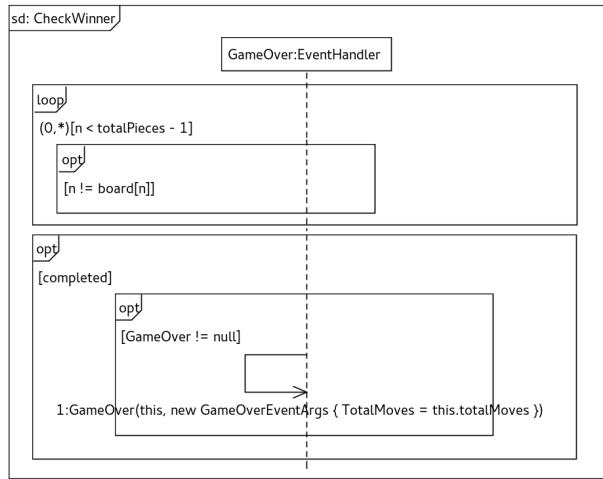 sd: CheckWinner
GameOver:EventHandler
loop
(0,*)[n < totalPieces - 1]
opt
[n != board[n]]
opt
[completed]
opt
[GameOver != null]
1:GameOver(this, new GameOverEventArgs { TotalMoves = this.totalMoves })